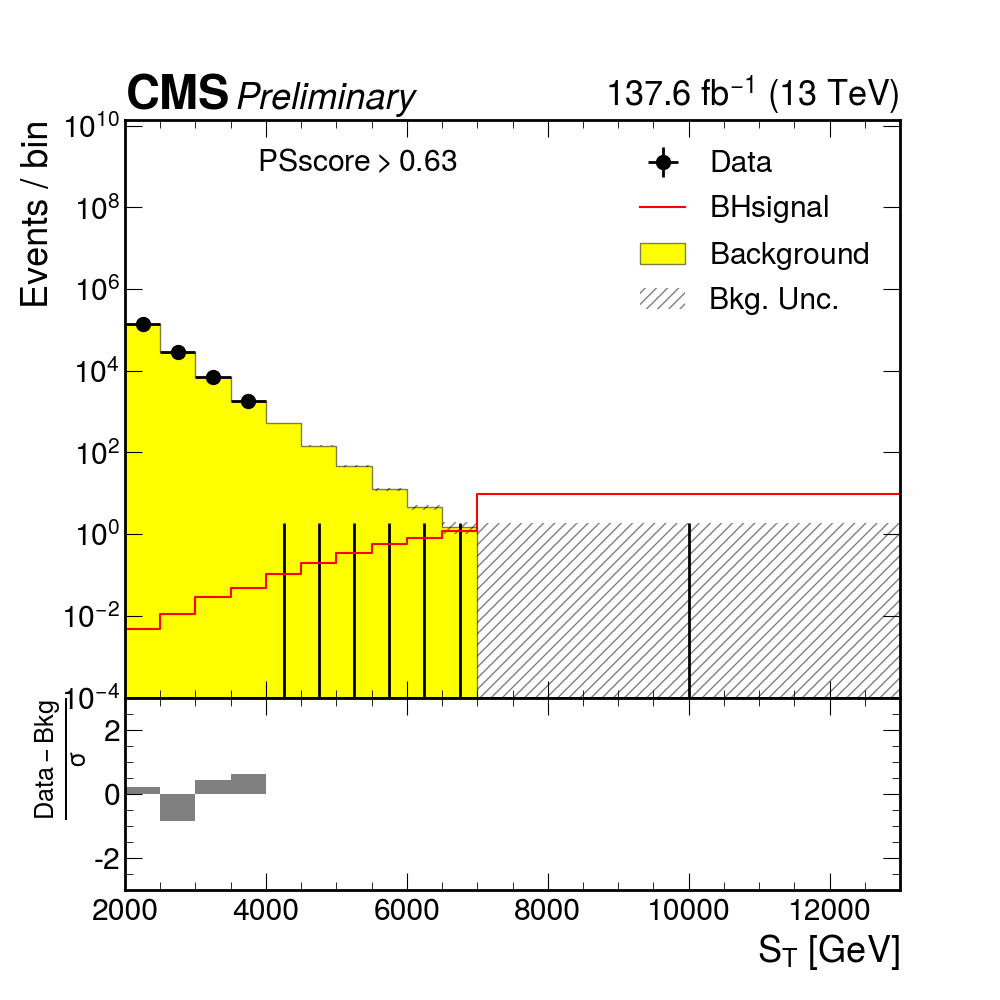 CMS Preliminary 137.6 fb⁻¹ (13 TeV)
Events / bin
10¹⁰
10⁸
10⁶
10⁴
10²
10⁰
10⁻²
10⁻⁴
PSscore > 0.63
Data
BHsignal
Background
Bkg. Unc.
Data – Bkg
σ
2
0
-2
2000 4000 6000 8000 10000 12000
S_T [GeV]